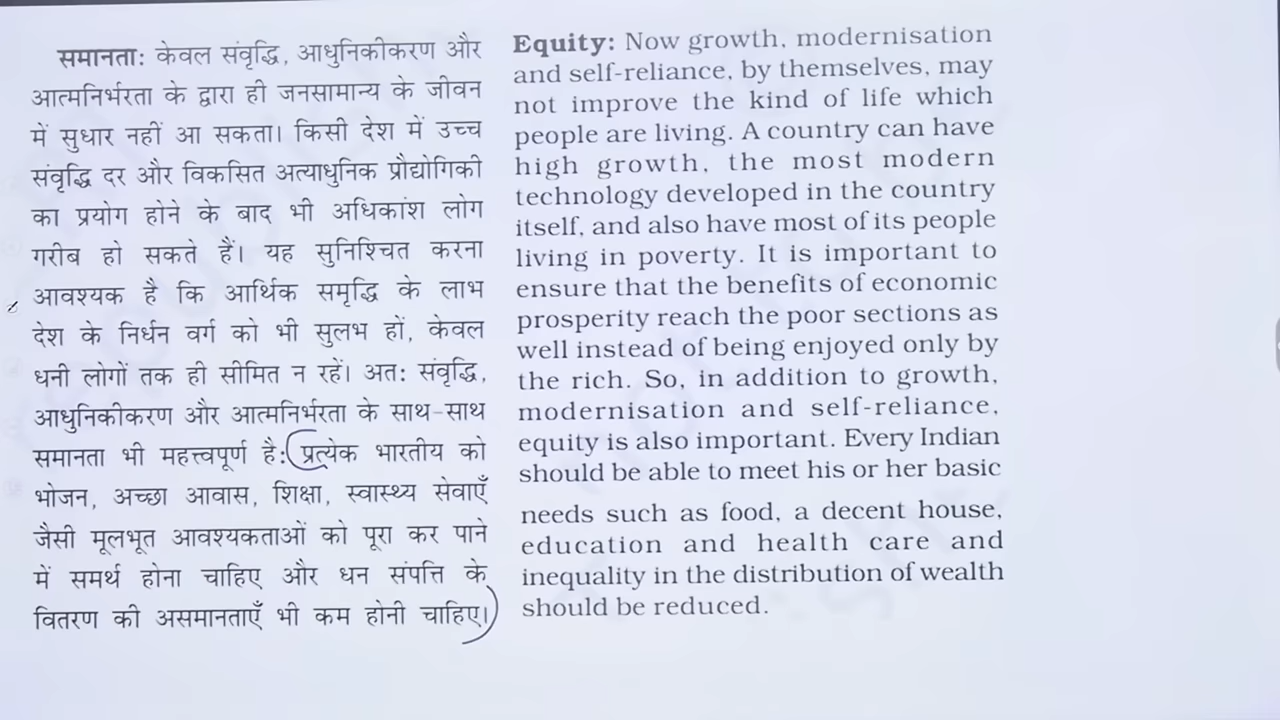 समानता: केवल संवृद्धि, आधुनिकीकरण और
आत्मनिर्भरता के द्वारा ही जनसामान्य के जीवन
में सुधार नहीं आ सकता। किसी देश में उच्च
संवृद्धि दर और विकसित अत्याधुनिक प्रौद्योगिकी
का प्रयोग होने के बाद भी अधिकांश लोग
गरीब हो सकते हैं। यह सुनिश्चित करना
आवश्यक है कि आर्थिक समृद्धि के लाभ
देश के निर्धन वर्ग को भी सुलभ हों, केवल
धनी लोगों तक ही सीमित न रहें। अत: संवृद्धि,
आधुनिकीकरण और आत्मनिर्भरता के साथ-साथ
समानता भी महत्त्वपूर्ण है: प्रत्येक भारतीय को
भोजन, अच्छा आवास, शिक्षा, स्वास्थ्य सेवाएँ
जैसी मूलभूत आवश्यकताओं को पूरा कर पाने
में समर्थ होना चाहिए और धन संपत्ति के
वितरण की असमानताएँ भी कम होनी चाहिए।
Equity: Now growth, modernisation
and self-reliance, by themselves, may
not improve the kind of life which
people are living. A country can have
high growth, the most modern
technology developed in the country
itself, and also have most of its people
living in poverty. It is important to
ensure that the benefits of economic
prosperity reach the poor sections as
well instead of being enjoyed only by
the rich. So, in addition to growth,
modernisation and self-reliance,
equity is also important. Every Indian
should be able to meet his or her basic
needs such as food, a decent house,
education and health care and
inequality in the distribution of wealth
should be reduced.